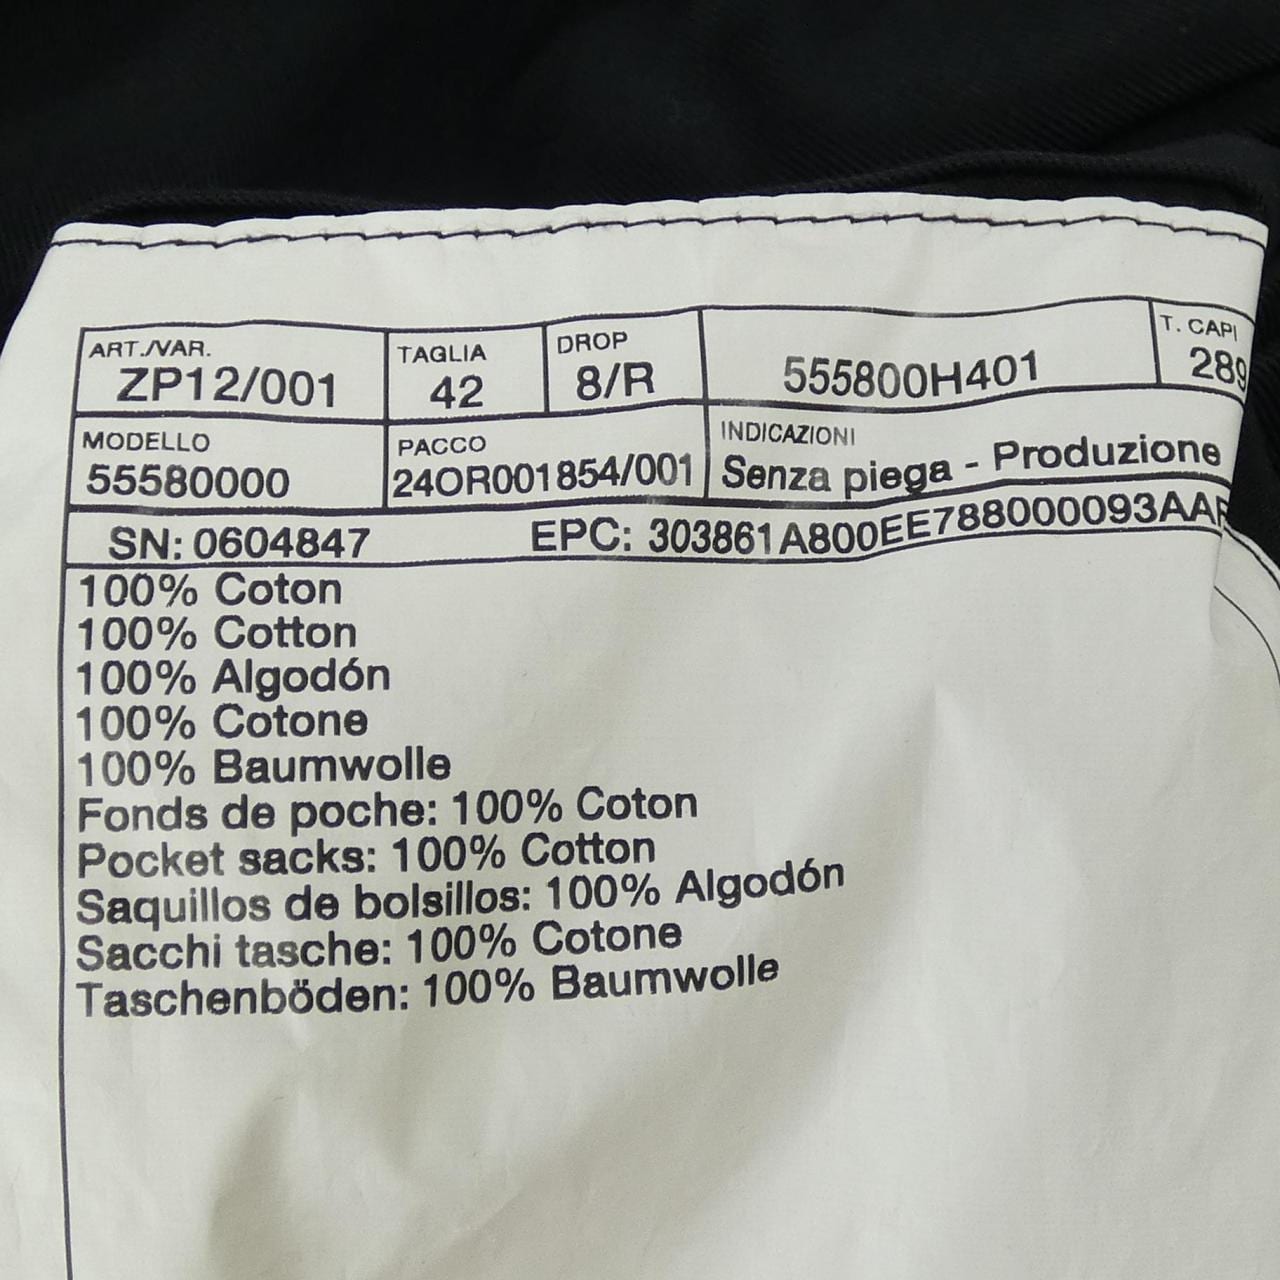 ART./VAR. TAGLIA DROP T. CAPI
ZP12/001 42 8/R 555800H401 289
MODELLO PACCO INDICAZIONI
55580000 24OR001854/001 Senza piega - Produzione
SN: 0604847 EPC: 303861A800EE788000093AA
100% Coton
100% Cotton
100% Algodón
100% Cotone
100% Baumwolle
Fonds de poche: 100% Coton
Pocket sacks: 100% Cotton
Saquillos de bolsillos: 100% Algodón
Sacchi tasche: 100% Cotone
Taschenböden: 100% Baumwolle